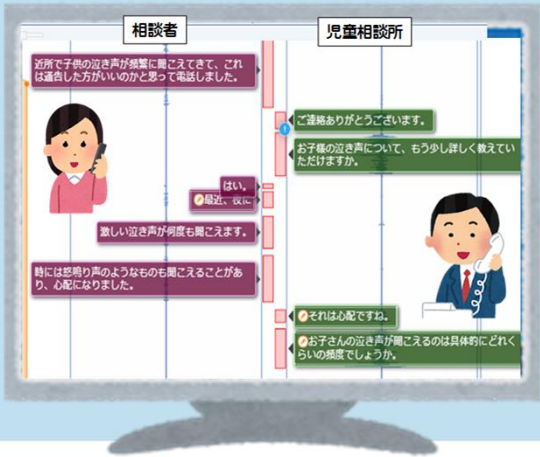 相談者
児童相談所
近所で子供の泣き声が頻繁に聞こえてきて、これ
は通告した方がいいのかと思って電話しました。
ご連絡ありがとうございます。
お子様の泣き声について、もう少し詳しく教えてい
ただけますか。
はい。
最近、夜に
激しい泣き声が何度も聞こえます。
時には怒鳴り声のようなものも聞こえることがあ
り、心配になりました。
それは心配ですね。
お子さんの泣き声が聞こえるのは具体的にどれく
らいの頻度でしょうか。